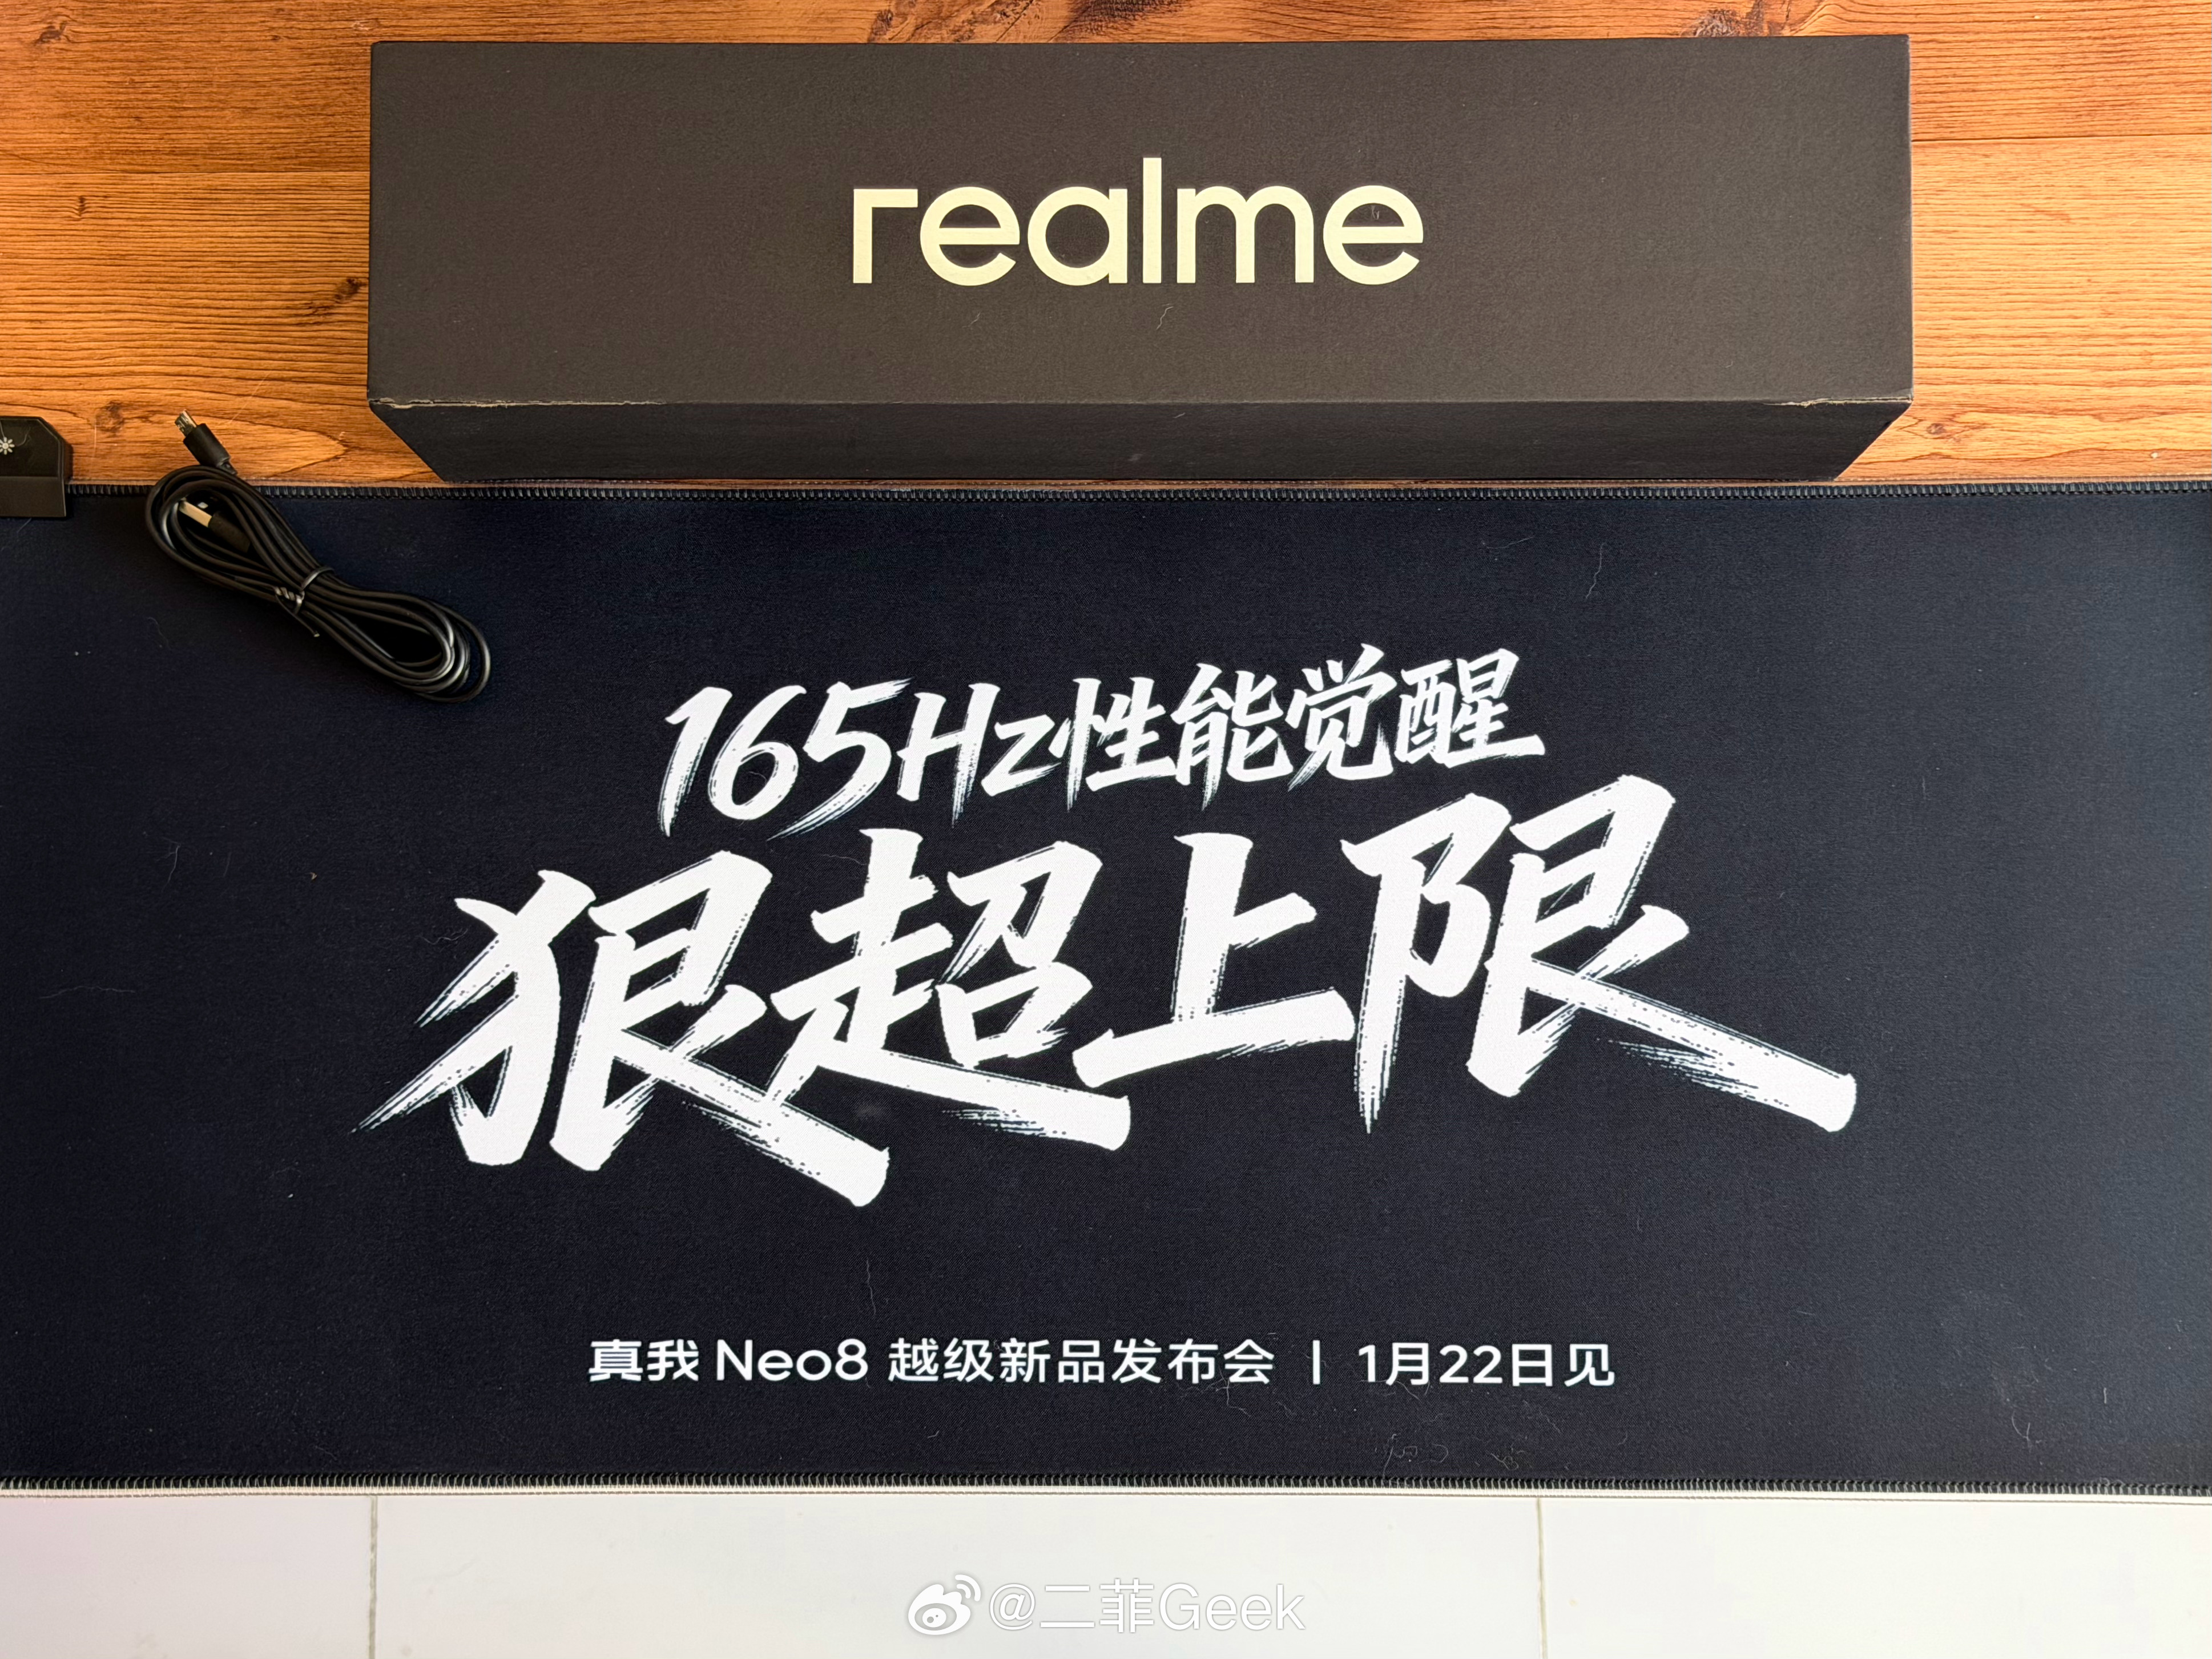 realme
165Hz性能觉醒
狠超上限
真我 Neo8 越级新品发布会 | 1月22日见
@二菲Geek